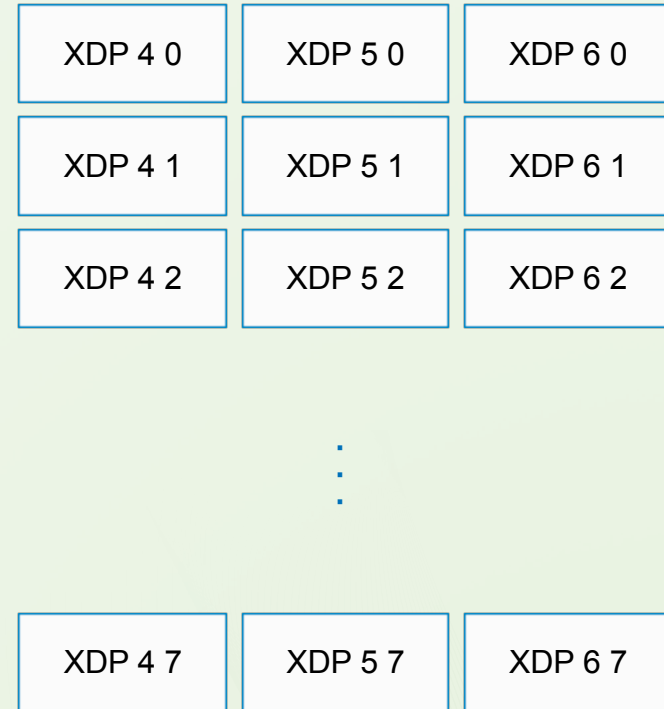 XDP 4 0 XDP 5 0 XDP 6 0
XDP 4 1 XDP 5 1 XDP 6 1
XDP 4 2 XDP 5 2 XDP 6 2
.
.
.
XDP 4 7 XDP 5 7 XDP 6 7